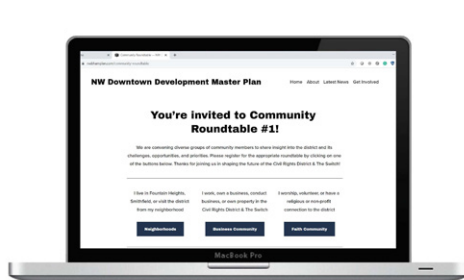 NW Downtown Development Master Plan
Home About Latest News Get Involved
You're invited to Community
Roundtable #1!
We are convening diverse groups of community members to share insight into the district and its
challenges, opportunities, and priorities. Please register for the appropriate roundtable by clicking on one
of the buttons below. Thanks for joining us in shaping the future of the Civil Rights District & The Switch!
I live in Fountain Heights,
Smithfield, or visit the district
from my neighborhood
I work, own a business, conduct
business, or own property in the
Civil Rights District & The Switch
I worship, volunteer, or have a
religious or non-profit
connection to the district
Neighborhoods
Business Community
Faith Community
MacBook Pro